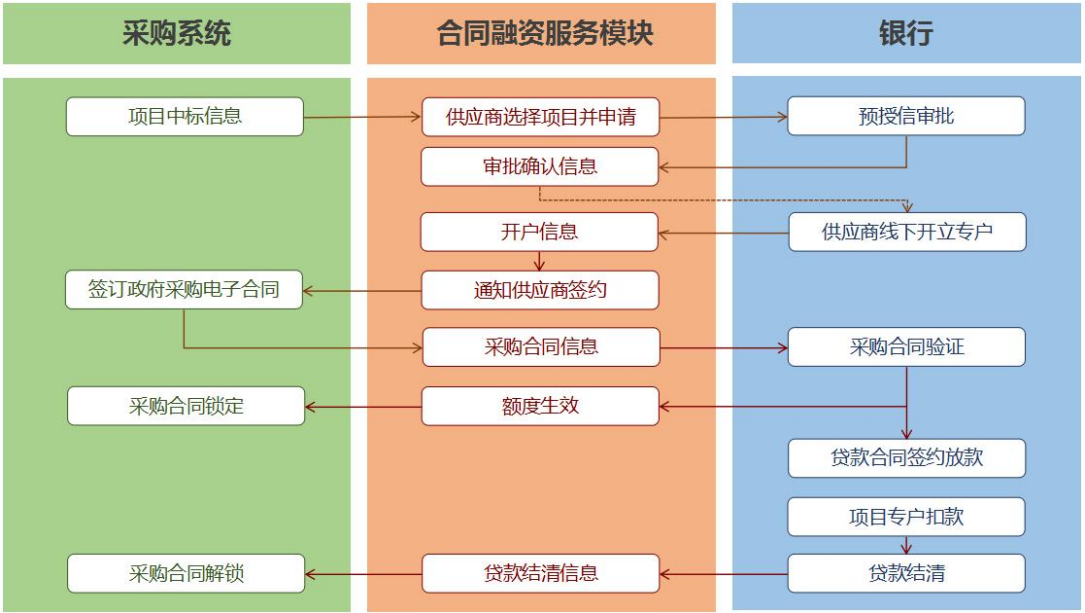 采购系统
合同融资服务模块
银行
项目中标信息
供应商选择项目并申请
预授信审批
审批确认信息
开户信息
供应商线下开立专户
签订政府采购电子合同
通知供应商签约
采购合同信息
采购合同验证
采购合同锁定
额度生效
贷款合同签约放款
项目专户扣款
采购合同解锁
贷款结清信息
贷款结清